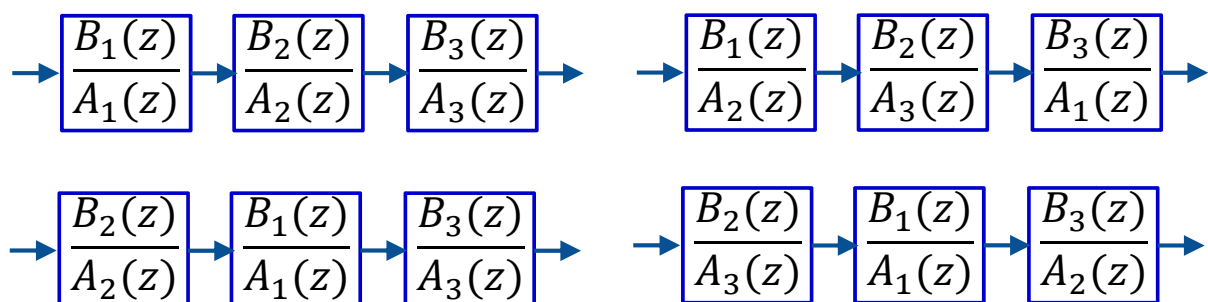 B₁(z) B₂(z) B₃(z) B₁(z) B₂(z) B₃(z)
A₁(z) A₂(z) A₃(z) A₂(z) A₃(z) A₁(z)
B₂(z) B₁(z) B₃(z) B₂(z) B₁(z) B₃(z)
A₂(z) A₁(z) A₃(z) A₃(z) A₁(z) A₂(z)